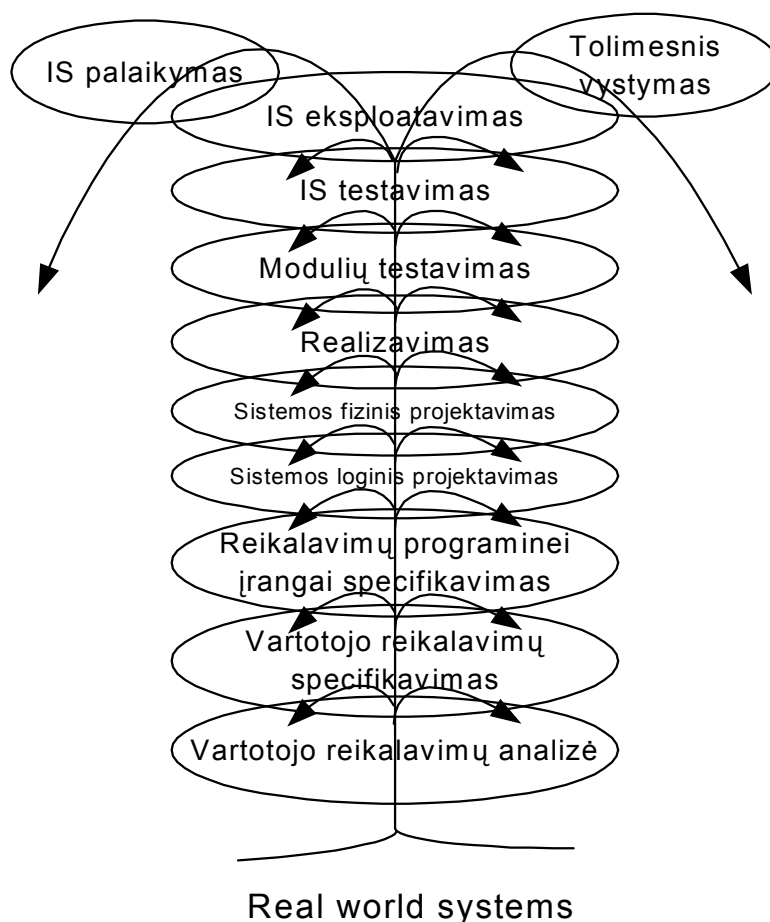 IS palaikymas
Tolimesnis
vystymas
IS eksploatavimas
IS testavimas
Modulių testavimas
Realizavimas
Sistemos fizinis projektavimas
Sistemos loginis projektavimas
Reikalavimų programinei
įrangai specifikavimas
Vartotojo reikalavimų
specifikavimas
Vartotojo reikalavimų analizė
Real world systems